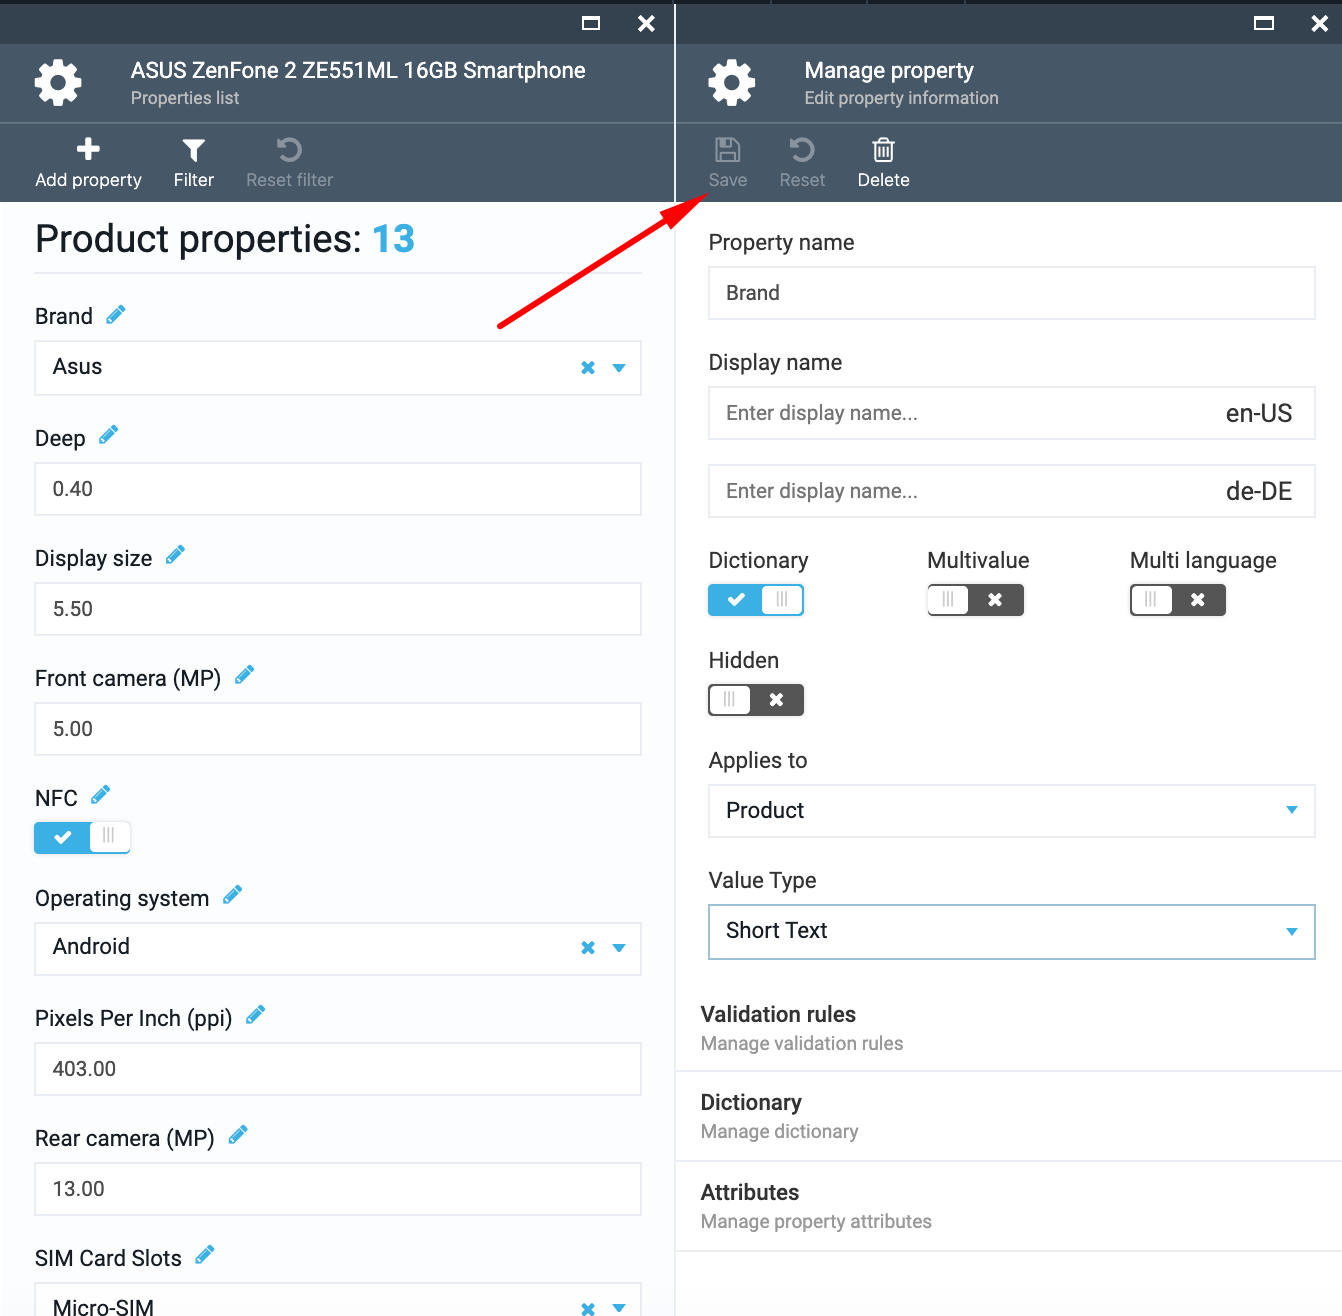 ASUS ZenFone 2 ZE551ML 16GB Smartphone
Properties list
Add property
Filter
Reset filter
Product properties: 13
Brand
Asus
Deep
0.40
Display size
5.50
Front camera (MP)
5.00
NFC
Operating system
Android
Pixels Per Inch (ppi)
403.00
Rear camera (MP)
13.00
SIM Card Slots
Micro-SIM
Manage property
Edit property information
Save
Reset
Delete
Property name
Brand
Display name
Enter display name... en-US
Enter display name... de-DE
Dictionary Multivalue Multi language
Hidden
Applies to
Product
Value Type
Short Text
Validation rules
Manage validation rules
Dictionary
Manage dictionary
Attributes
Manage property attributes